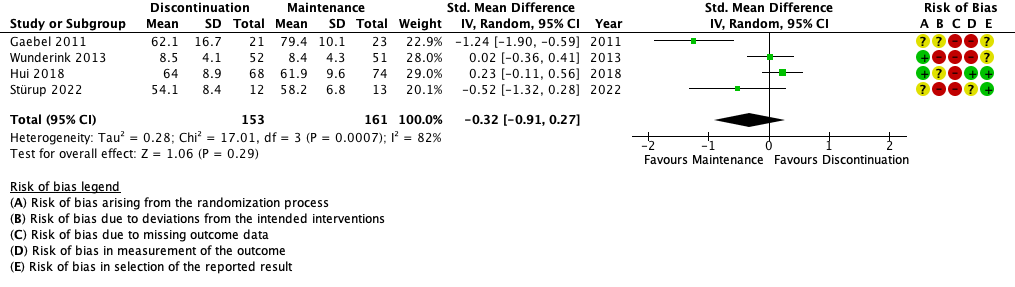 Discontinuation Maintenance Std. Mean Difference Std. Mean Difference Risk of Bias
Study or Subgroup Mean SD Total Mean SD Total Weight IV, Random, 95% CI Year IV, Random, 95% CI A B C D E
Gaebel 2011 62.1 16.7 21 79.4 10.1 23 22.9% −1.24 [−1.90, −0.59] 2011 ? ? − − ?
Wunderink 2013 8.5 4.1 52 8.4 4.3 51 28.0% 0.02 [−0.36, 0.41] 2013 + − − − ?
Hui 2018 64 8.9 68 61.9 9.6 74 29.0% 0.23 [−0.11, 0.56] 2018 + ? − + +
Stürup 2022 54.1 8.4 12 58.2 6.8 13 20.1% −0.52 [−1.32, 0.28] 2022 ? − − ? +
Total (95% CI) 153 161 100.0% −0.32 [−0.91, 0.27]
Heterogeneity: Tau² = 0.28; Chi² = 17.01, df = 3 (P = 0.0007); I² = 82%
Test for overall effect: Z = 1.06 (P = 0.29)
−2 −1 0 1 2
Favours Maintenance Favours Discontinuation
Risk of bias legend
(A) Risk of bias arising from the randomization process
(B) Risk of bias due to deviations from the intended interventions
(C) Risk of bias due to missing outcome data
(D) Risk of bias in measurement of the outcome
(E) Risk of bias in selection of the reported result